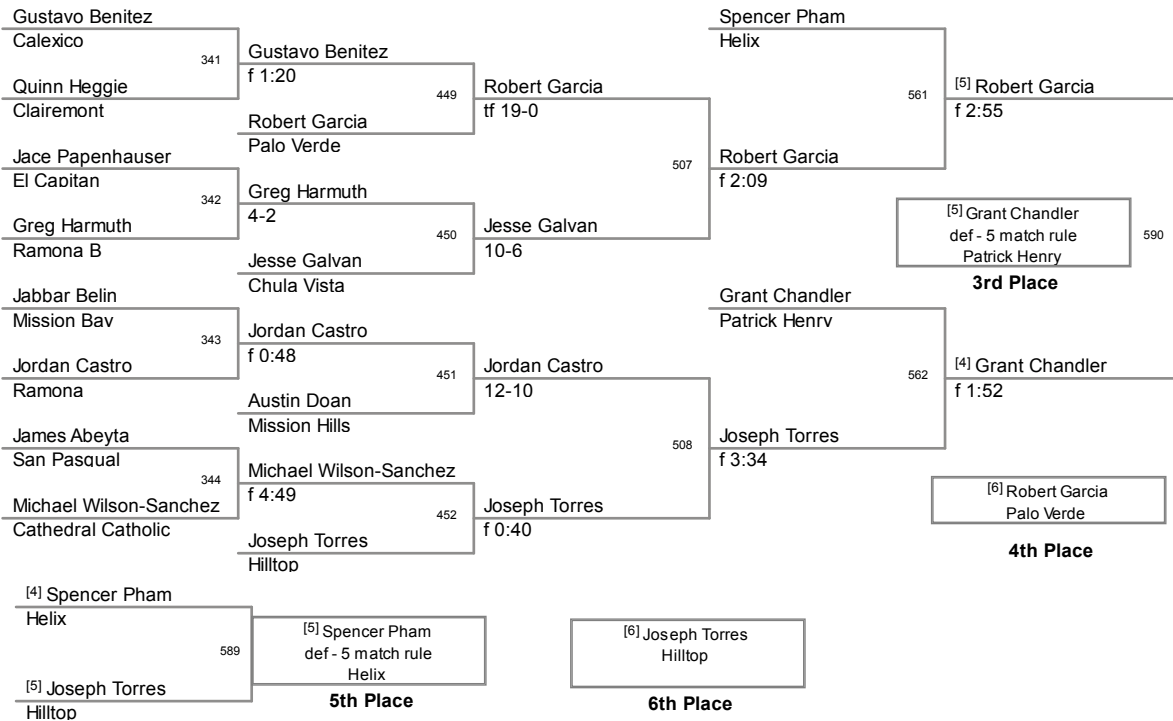 Gustavo Benitez
Calexico
341
Quinn Heggie
Clairemont
Gustavo Benitez
f 1:20
449
Robert Garcia
Palo Verde
Robert Garcia
tf 19-0
Jace Papenhauser
El Capitan
342
Greg Harmuth
Ramona B
Greg Harmuth
4-2
450
Jesse Galvan
Chula Vista
Jesse Galvan
10-6
507
Robert Garcia
f 2:09
Spencer Pham
Helix
561
[5] Robert Garcia
f 2:55
[5] Grant Chandler
def - 5 match rule
Patrick Henry
590
3rd Place
Jabbar Belin
Mission Bay
343
Jordan Castro
Ramona
Jordan Castro
f 0:48
451
Austin Doan
Mission Hills
Jordan Castro
12-10
James Abeyta
San Pasqual
344
Michael Wilson-Sanchez
Cathedral Catholic
Michael Wilson-Sanchez
f 4:49
452
Joseph Torres
Hilltop
Joseph Torres
f 0:40
508
Joseph Torres
f 3:34
Grant Chandler
Patrick Henry
562
[4] Grant Chandler
f 1:52
[6] Robert Garcia
Palo Verde
4th Place
[4] Spencer Pham
Helix
589
[5] Joseph Torres
Hilltop
[5] Spencer Pham
def - 5 match rule
Helix
5th Place
[6] Joseph Torres
Hilltop
6th Place